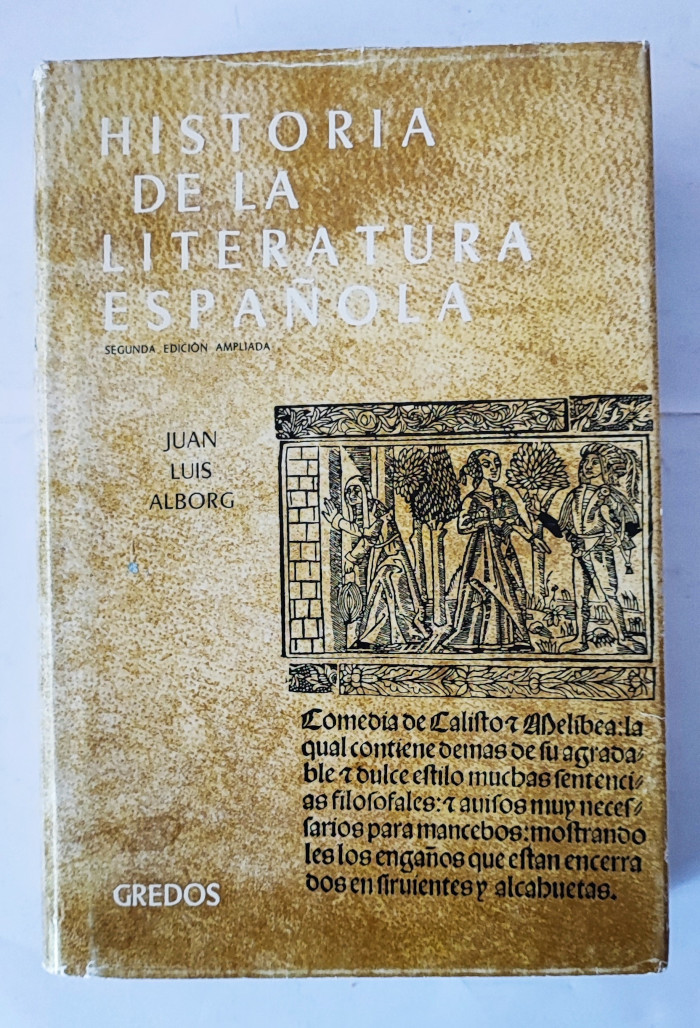 HISTORIA
DE LA
LITERATURA
ESPAÑOLA
SEGUNDA EDICIÓN AMPLIADA
JUAN
LUIS
ALBORG
Comedia de Calisto ⁊ Melibea: la
qual contiene demas de su agrada-
ble ⁊ dulce estilo muchas sentenci-
as filosofales: ⁊ auisos muy neces-
sarios para mancebos: mostrando
les los engaños que estan encerra
dos en siruientes y alcahuetas.
GREDOS